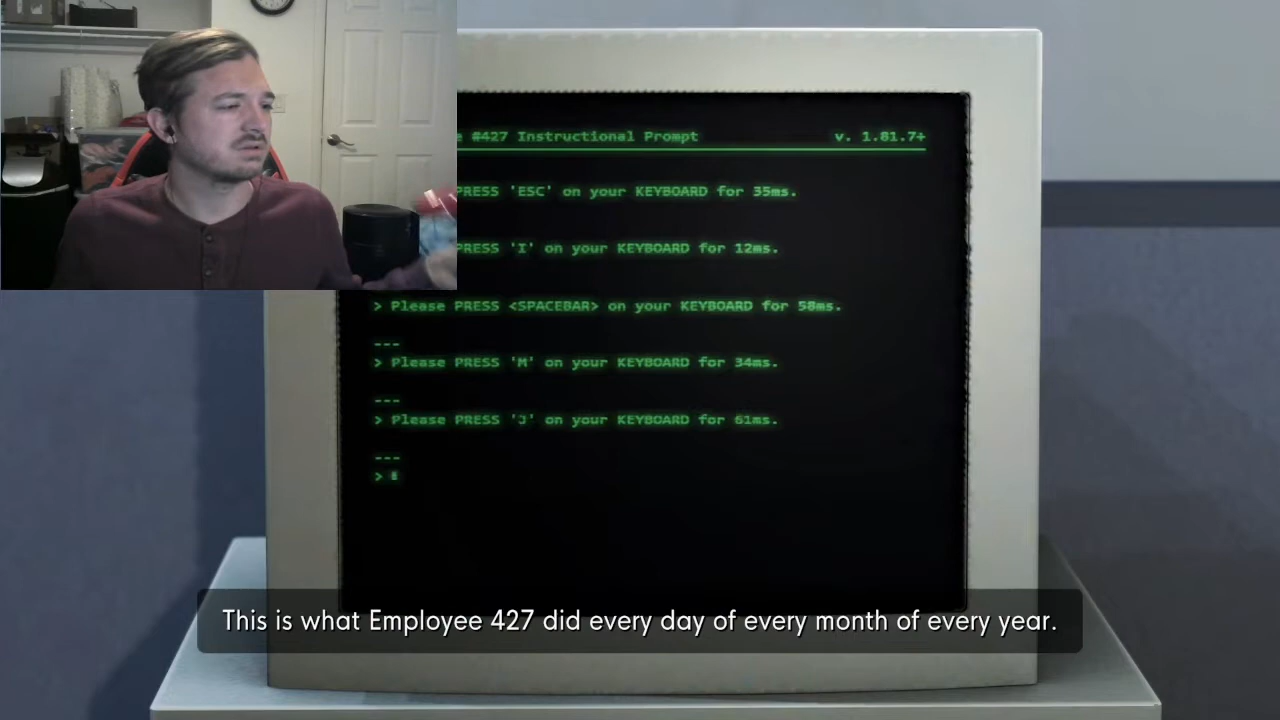 #427 Instructional Prompt v. 1.81.7+
PRESS 'ESC' on your KEYBOARD for 35ms.
PRESS 'I' on your KEYBOARD for 12ms.
> Please PRESS <SPACEBAR> on your KEYBOARD for 58ms.
---
> Please PRESS 'M' on your KEYBOARD for 34ms.
---
> Please PRESS 'J' on your KEYBOARD for 61ms.
---
>
This is what Employee 427 did every day of every month of every year.